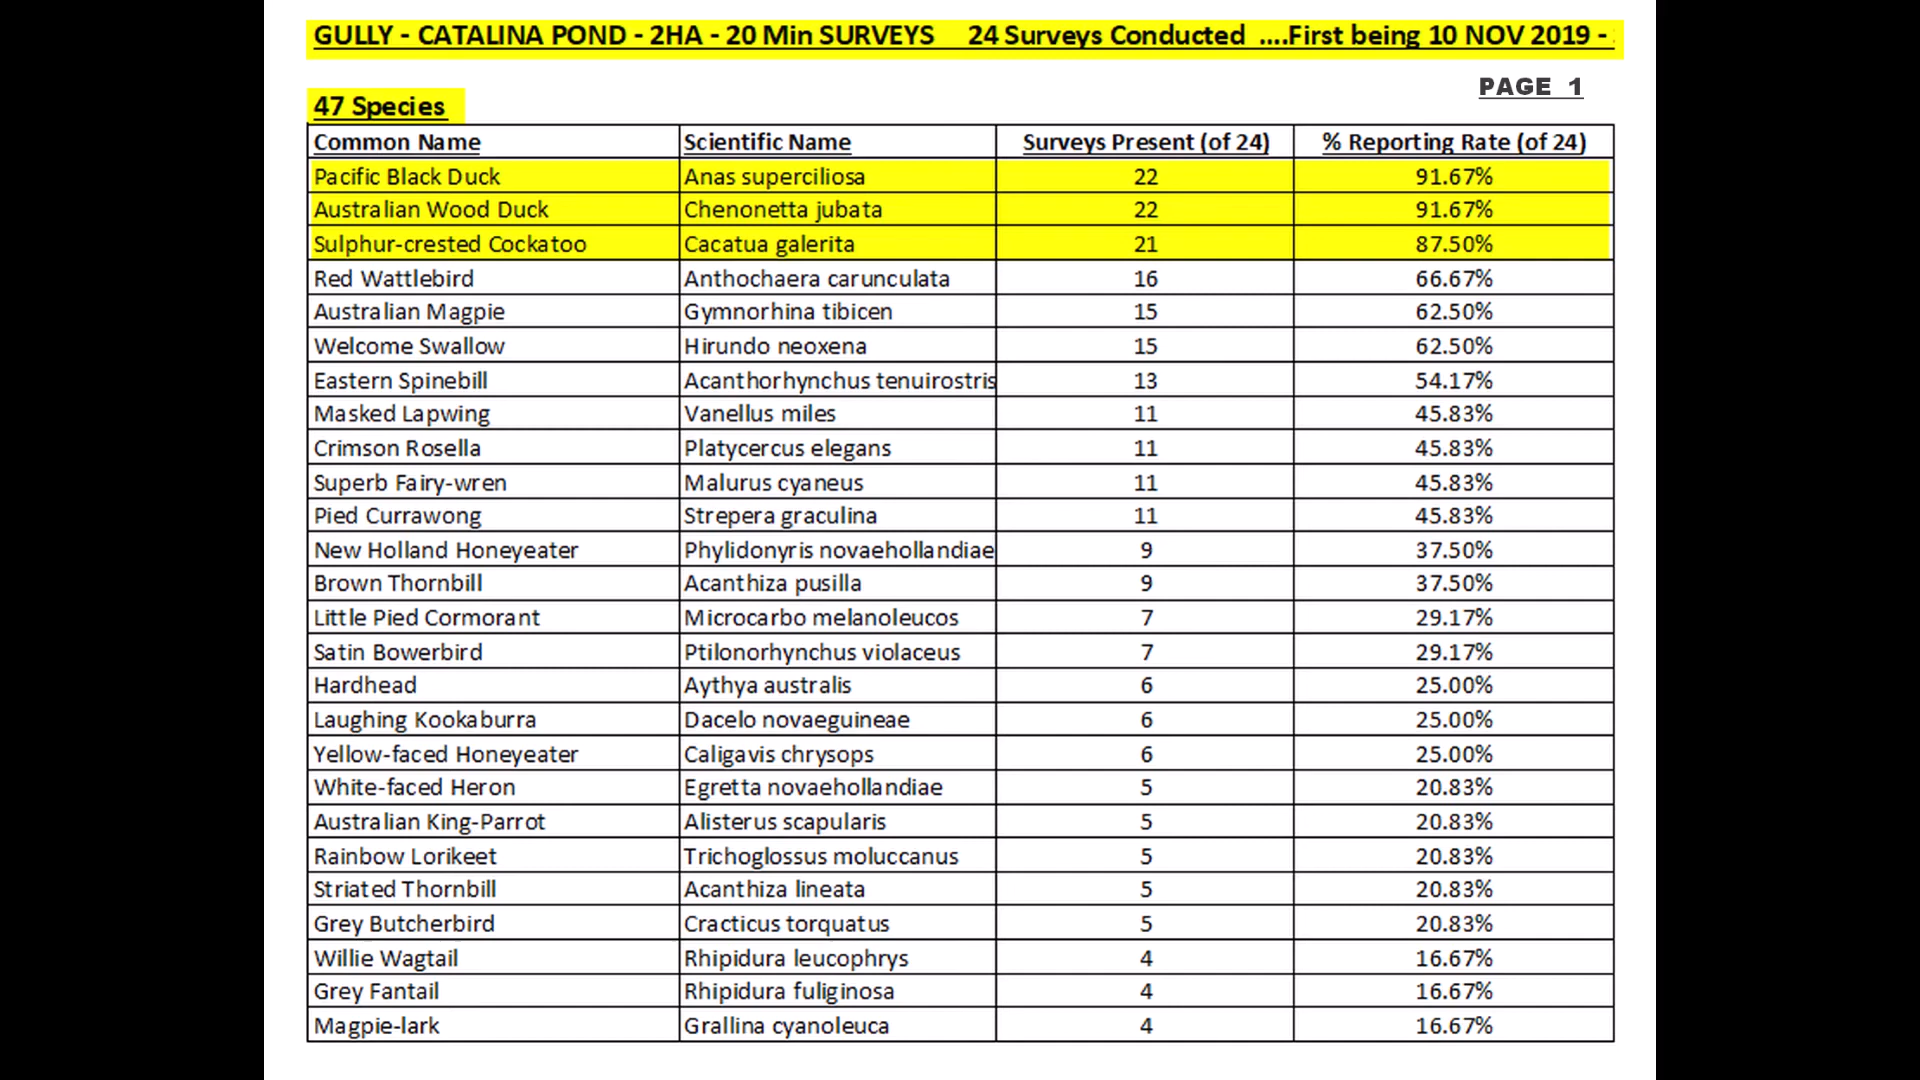 GULLY - CATALINA POND - 2HA - 20 Min SURVEYS 24 Surveys Conducted ....First being 10 NOV 2019 -
PAGE 1
47 Species
Common Name Scientific Name Surveys Present (of 24) % Reporting Rate (of 24)
Pacific Black Duck Anas superciliosa 22 91.67%
Australian Wood Duck Chenonetta jubata 22 91.67%
Sulphur-crested Cockatoo Cacatua galerita 21 87.50%
Red Wattlebird Anthochaera carunculata 16 66.67%
Australian Magpie Gymnorhina tibicen 15 62.50%
Welcome Swallow Hirundo neoxena 15 62.50%
Eastern Spinebill Acanthorhynchus tenuirostris 13 54.17%
Masked Lapwing Vanellus miles 11 45.83%
Crimson Rosella Platycercus elegans 11 45.83%
Superb Fairy-wren Malurus cyaneus 11 45.83%
Pied Currawong Strepera graculina 11 45.83%
New Holland Honeyeater Phylidonyris novaehollandiae 9 37.50%
Brown Thornbill Acanthiza pusilla 9 37.50%
Little Pied Cormorant Microcarbo melanoleucos 7 29.17%
Satin Bowerbird Ptilonorhynchus violaceus 7 29.17%
Hardhead Aythya australis 6 25.00%
Laughing Kookaburra Dacelo novaeguineae 6 25.00%
Yellow-faced Honeyeater Caligavis chrysops 6 25.00%
White-faced Heron Egretta novaehollandiae 5 20.83%
Australian King-Parrot Alisterus scapularis 5 20.83%
Rainbow Lorikeet Trichoglossus moluccanus 5 20.83%
Striated Thornbill Acanthiza lineata 5 20.83%
Grey Butcherbird Cracticus torquatus 5 20.83%
Willie Wagtail Rhipidura leucophrys 4 16.67%
Grey Fantail Rhipidura fuliginosa 4 16.67%
Magpie-lark Grallina cyanoleuca 4 16.67%